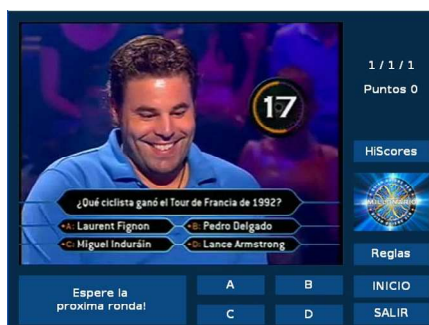 1 / 1 / 1
Puntos 0
17
¿Qué ciclista ganó el Tour de Francia de 1992?
A: Laurent Fignon
B: Pedro Delgado
C: Miguel Induráin
D: Lance Armstrong
HiScores
MILLONARIO
Reglas
Espere la
proxima ronda!
A
B
C
D
INICIO
SALIR